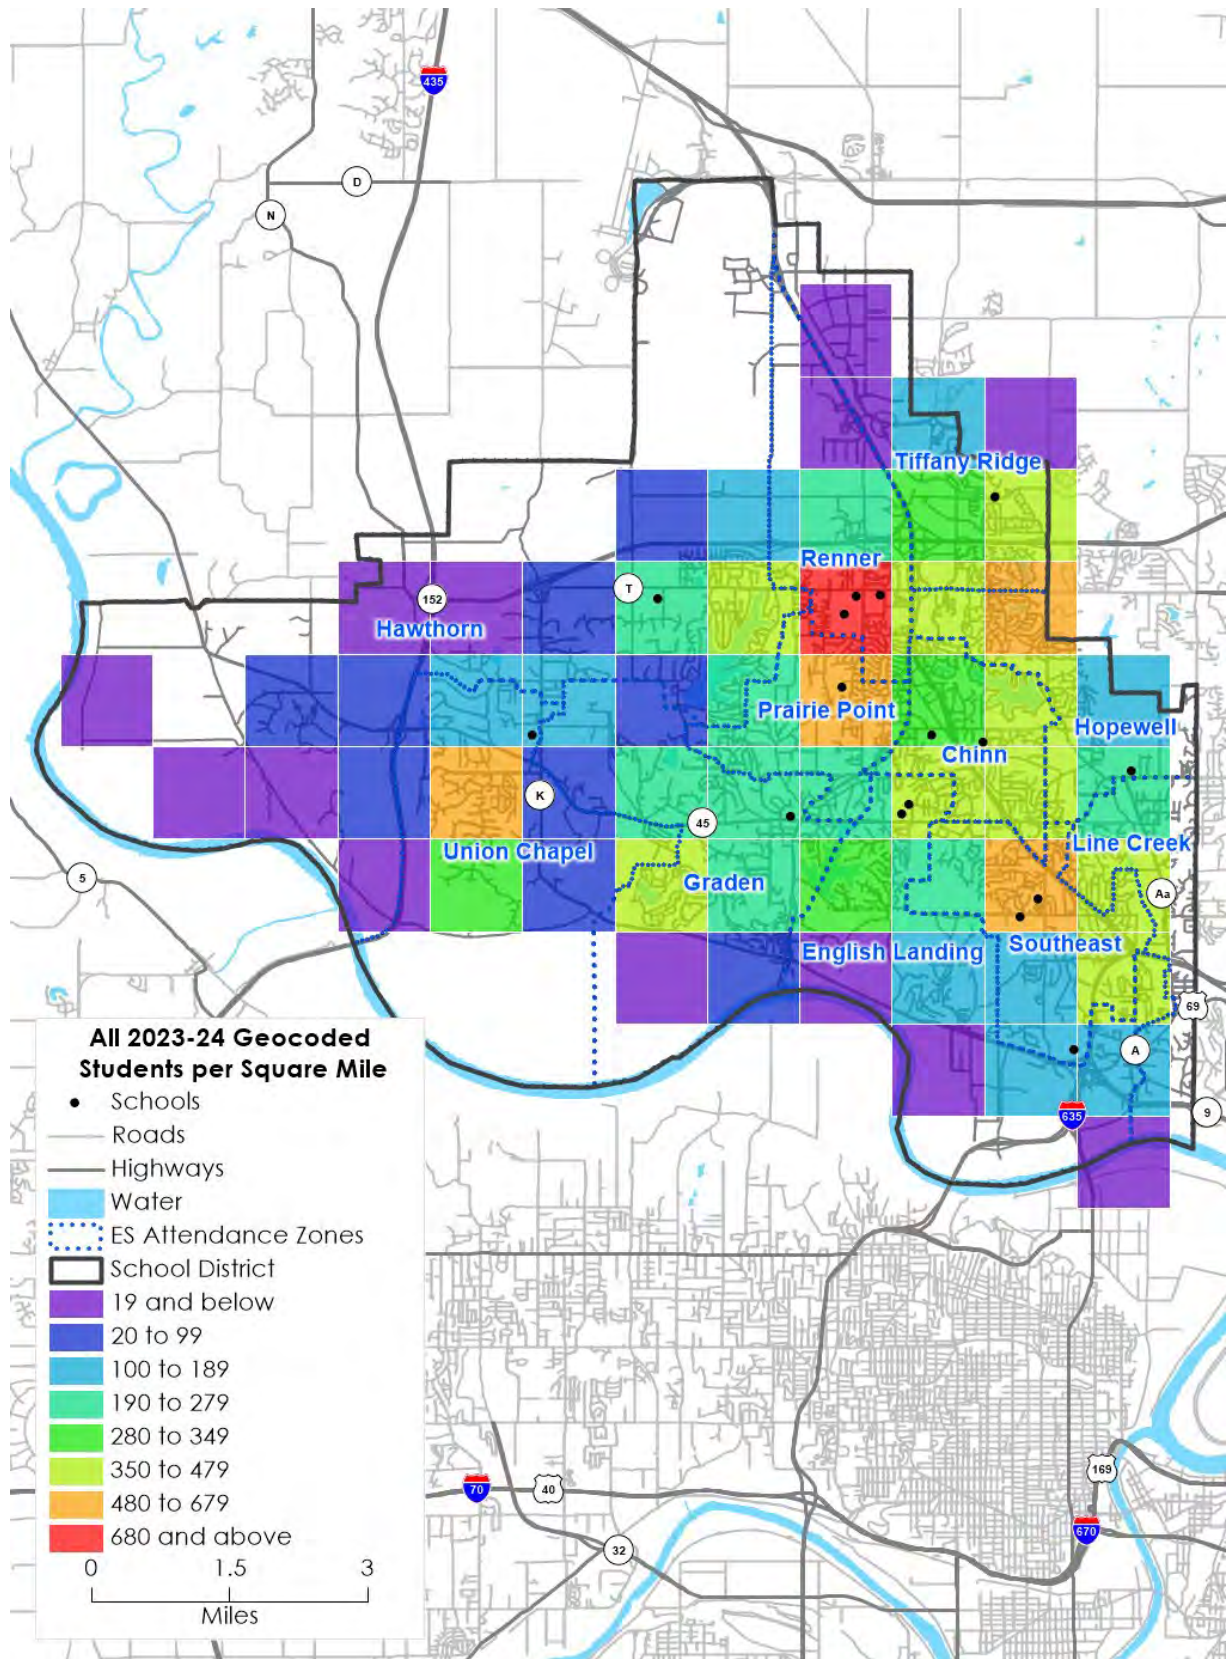 435
D
N
Tiffany Ridge
Renner
T
152
Hawthorn
Prairie Point
Hopewell
Chinn
K
45
Line Creek
Union Chapel
5
Graden
Aa
English Landing
Southeast
69
A
635
9
All 2023-24 Geocoded
Students per Square Mile
Schools
Roads
Highways
Water
ES Attendance Zones
School District
19 and below
20 to 99
100 to 189
190 to 279
280 to 349
350 to 479
480 to 679
680 and above
0 1.5 3
Miles
169
70
40
670
32